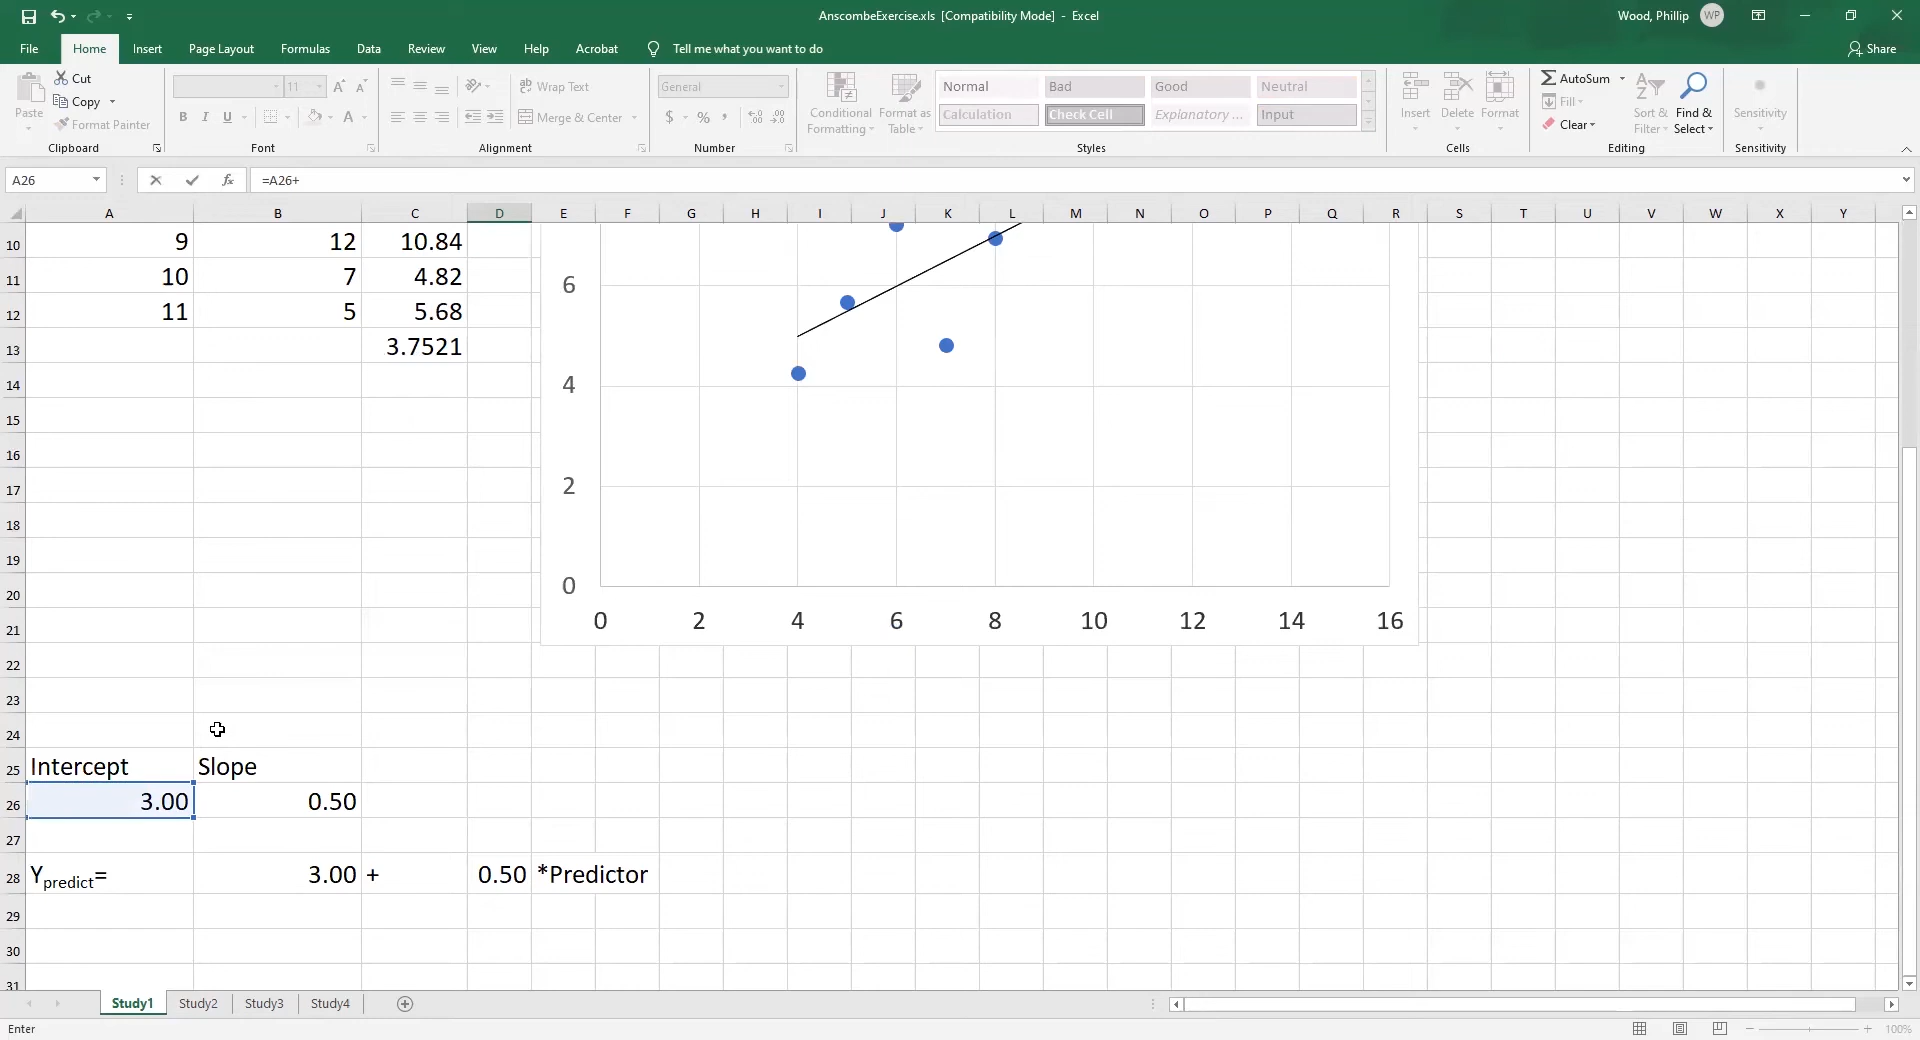 AnscombeExercise.xls [Compatibility Mode] - Excel
Wood, Phillip WP
File Home Insert Page Layout Formulas Data Review View Help Acrobat Tell me what you want to do Share
Paste Cut
Copy
Format Painter
Clipboard
11 A A
B I U A
Font
ab Wrap Text
Merge & Center
Alignment
General
$ % ,
Number
Conditional Formatting
Format as Table
Normal Bad Good Neutral
Calculation Check Cell Explanatory ... Input
Styles
Insert Delete Format
Cells
AutoSum
Fill
Clear
Sort & Filter
Find & Select
Editing
Sensitivity
Sensitivity
A26 fx =A26+
A B C D E F G H I J K L M N O P Q R S T U V W X Y
10 9 12 10.84
11 10 7 4.82
12 11 5 5.68
13 3.7521
14
15
16
17
18
19
20
21
22
23
24
25 Intercept Slope
26 3.00 0.50
27
28 Ypredict= 3.00 + 0.50 *Predictor
29
30
31
6
4
2
0
0 2 4 6 8 10 12 14 16
Study1 Study2 Study3 Study4
Enter 100%